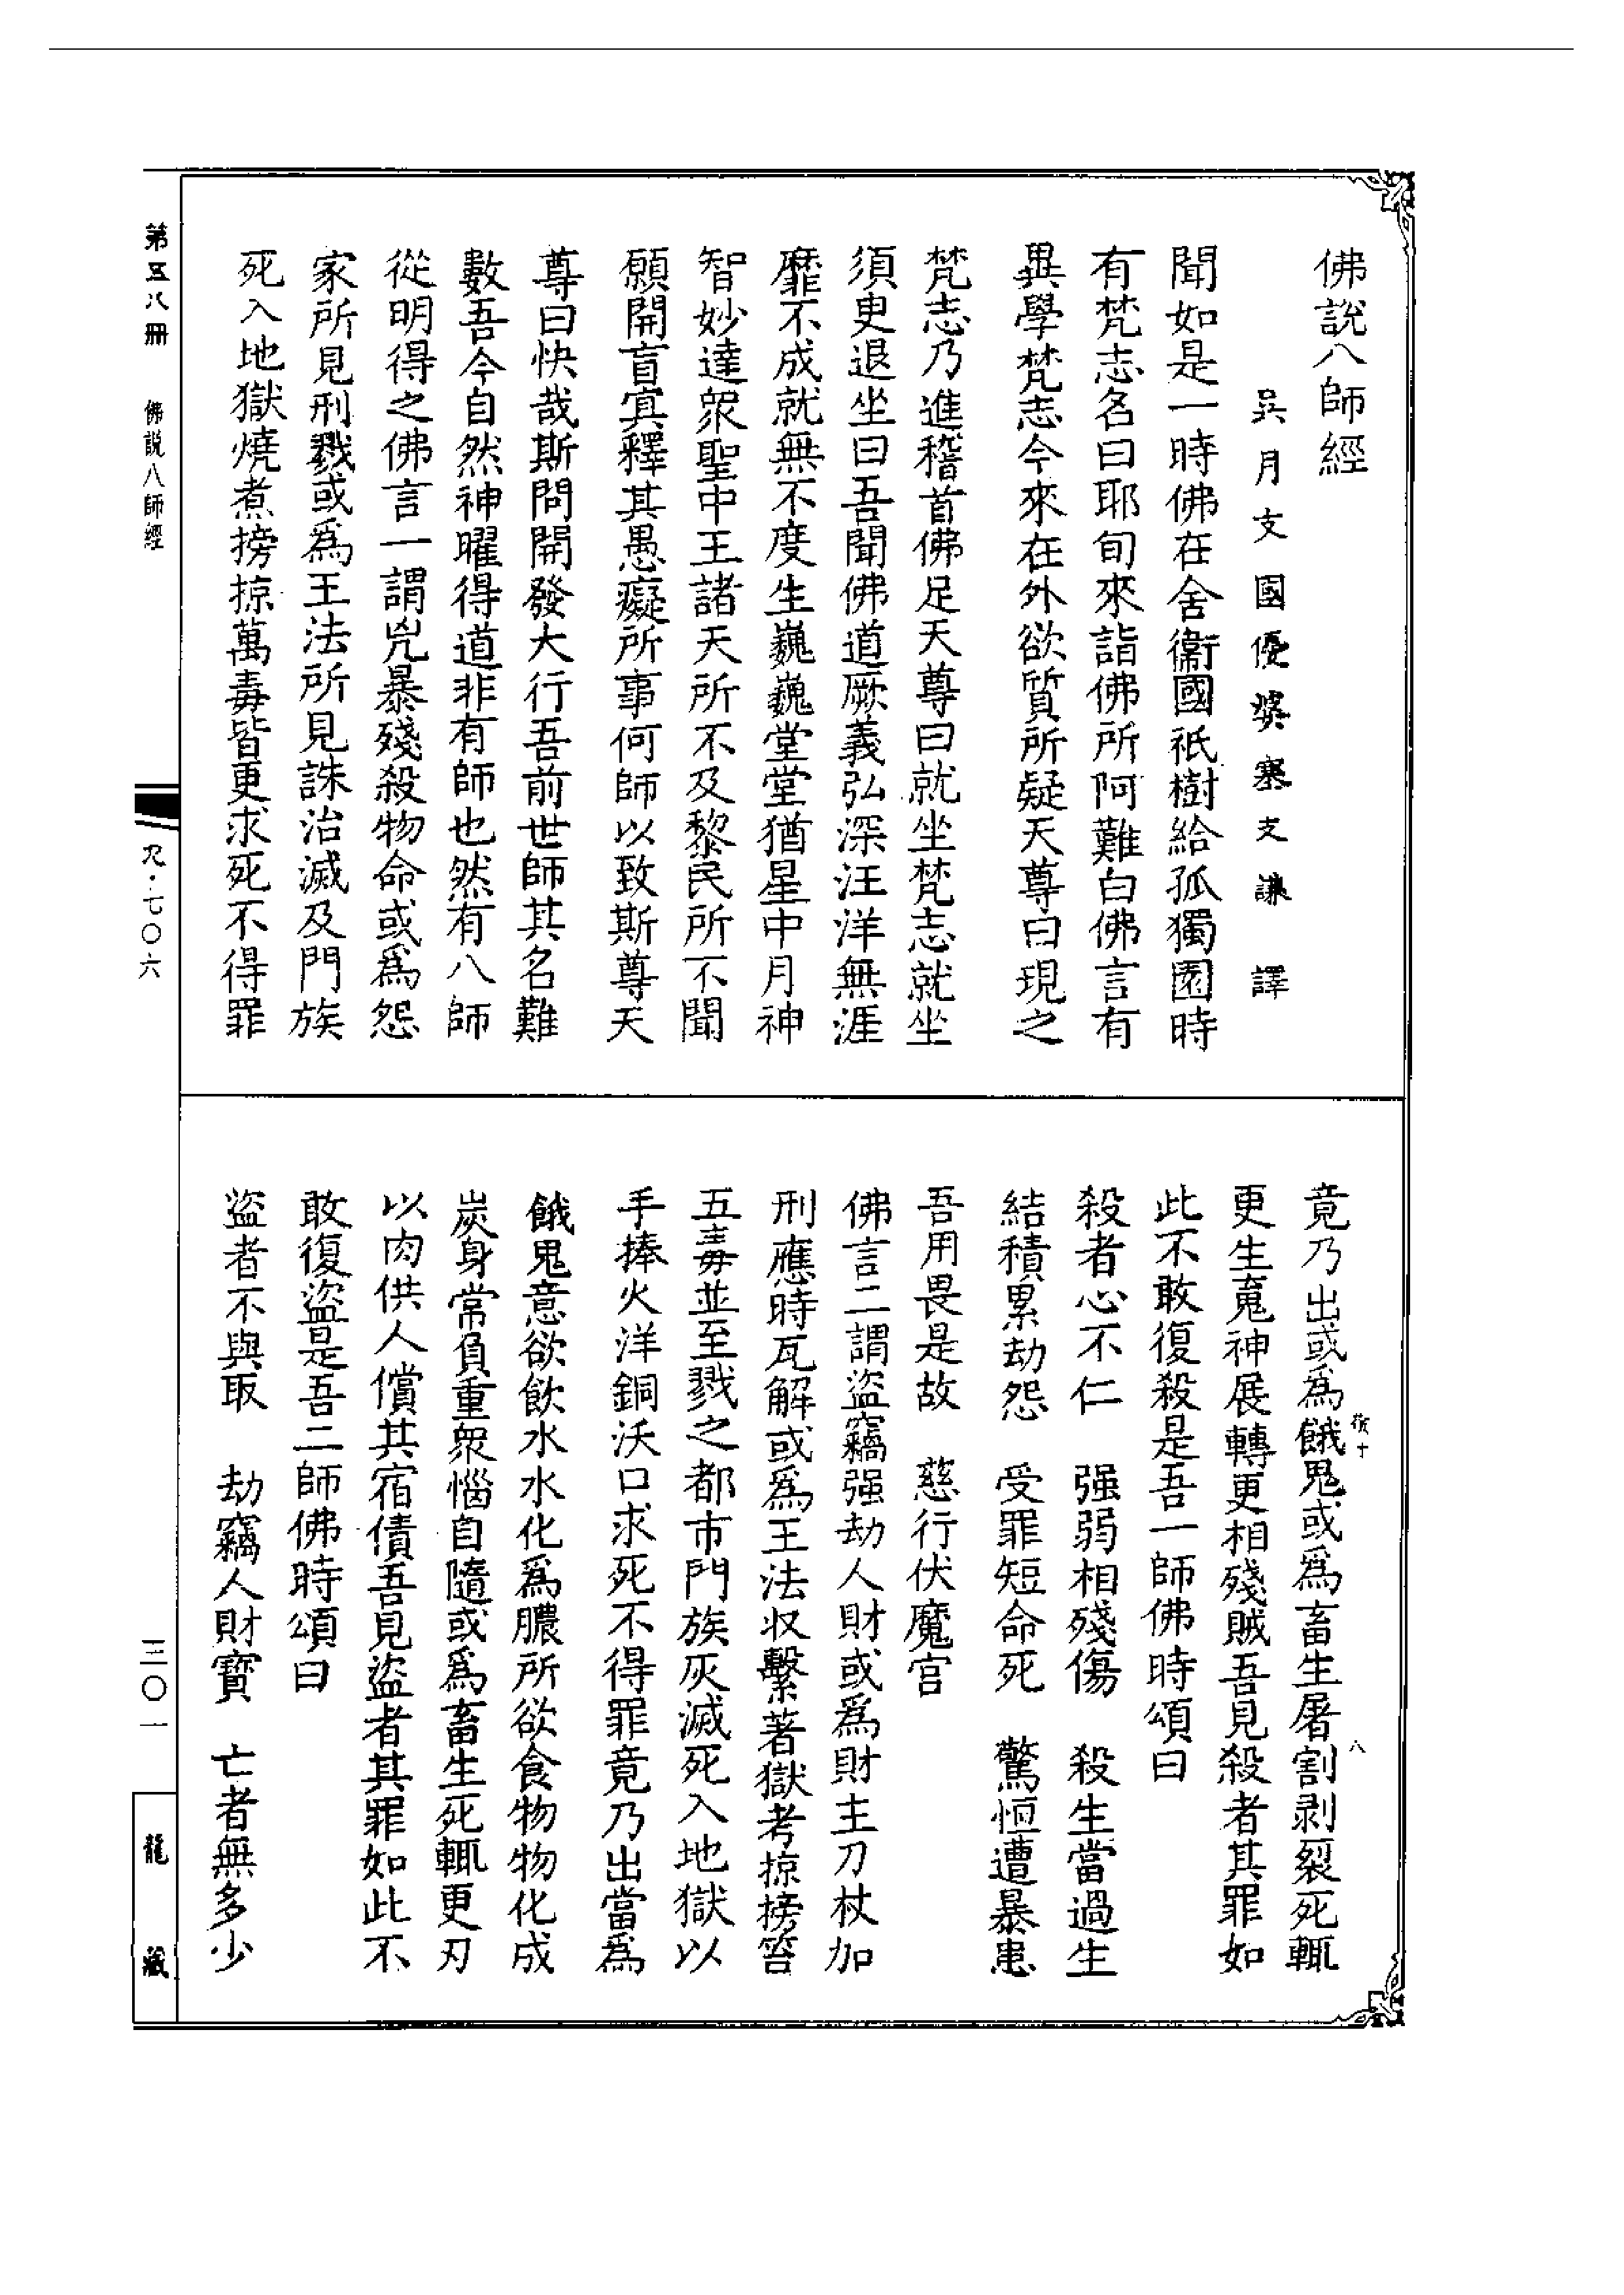 佛說八師經
吳月支國優婆塞支謙譯
聞如是一時佛在舍衞國祇樹給孤獨園時
有梵志名曰耶旬來詣佛所阿難白佛言有
異學梵志今來在外欲質所疑天尊曰現之
梵志乃進稽首佛足天尊曰就坐梵志就坐
須臾退坐曰吾聞佛道厥義弘深汪洋無涯
靡不成就無不度生巍巍堂堂猶星中月神
智妙達衆聖中王諸天所不及黎民所不聞
願開盲冥釋其愚癡所事何師以致斯尊天
尊曰快哉斯問開發大行吾前世師其名難
數吾今自然神曜得道非有師也然有八師
從明得之佛言一謂兇暴殘殺物命或爲怨
家所見刑戮或爲王法所見誅治滅及門族
死入地獄燒煮搒掠萬毒皆更求死不得罪
竟乃出或爲餓鬼或爲畜生屠割剥裂死輒
更生䰟神展轉更相殘賊吾見殺者其罪如
此不敢復殺是吾一師佛時頌曰
殺者心不仁　强弱相殘傷　殺生當過生
結積累劫怨　受罪短命死　驚恒遭暴患
吾用畏是故　慈行伏魔官
佛言二謂盜竊强劫人財或爲財主刀杖加
刑應時瓦解或爲王法收繫著獄考掠搒笞
五毒並至戮之都市門族灰滅死入地獄以
手捧火洋銅沃口求死不得罪竟乃出當爲
餓鬼意欲飲水水化爲膿所欲食物物化成
炭身常負重衆惱自隨或爲畜生死輒更刃
以肉供人償其宿債吾見盜者其罪如此不
敢復盜是吾二師佛時頌曰
盜者不與取　劫竊人財寶　亡者無多少
八
第五八冊
佛說八師經
七〇六
三〇一
龍藏